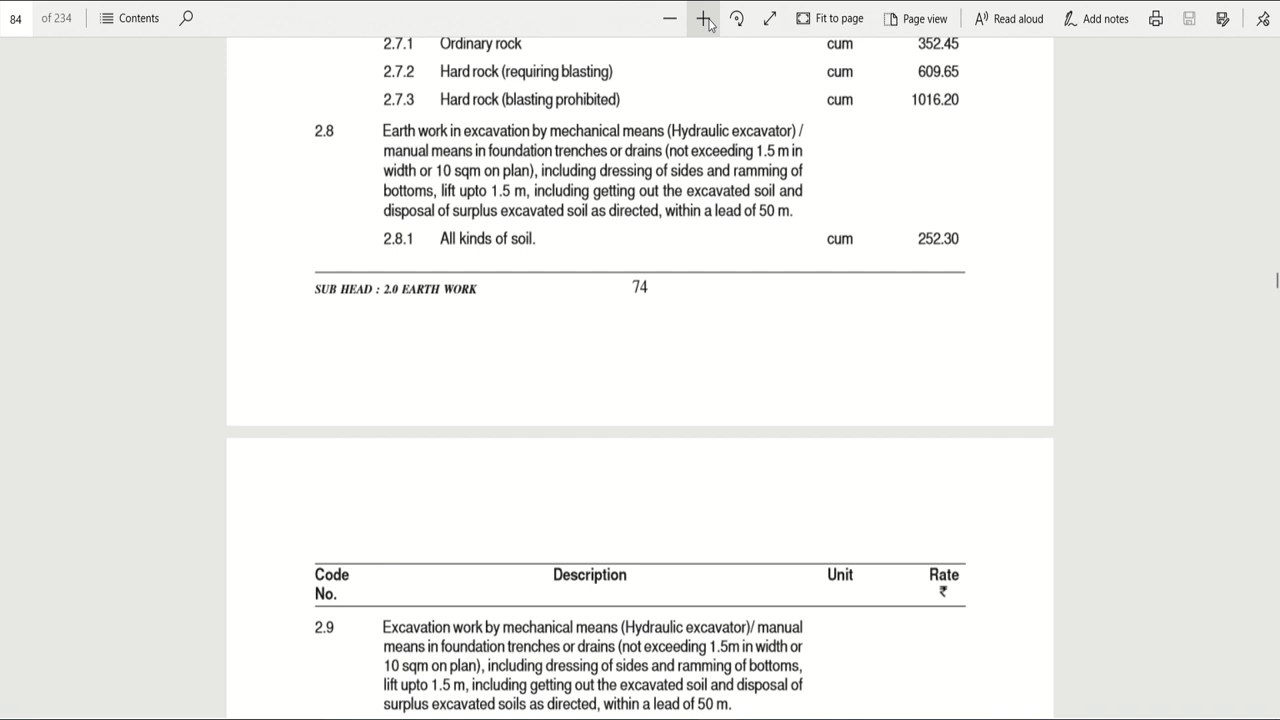 84 of 234 Contents Fit to page Page view Read aloud Add notes
2.7.1 Ordinary rock cum 352.45
2.7.2 Hard rock (requiring blasting) cum 609.65
2.7.3 Hard rock (blasting prohibited) cum 1016.20
2.8 Earth work in excavation by mechanical means (Hydraulic excavator) /
manual means in foundation trenches or drains (not exceeding 1.5 m in
width or 10 sqm on plan), including dressing of sides and ramming of
bottoms, lift upto 1.5 m, including getting out the excavated soil and
disposal of surplus excavated soil as directed, within a lead of 50 m.
2.8.1 All kinds of soil. cum 252.30
SUB HEAD : 2.0 EARTH WORK 74
Code Description Unit Rate
No. ₹
2.9 Excavation work by mechanical means (Hydraulic excavator)/ manual
means in foundation trenches or drains (not exceeding 1.5m in width or
10 sqm on plan), including dressing of sides and ramming of bottoms,
lift upto 1.5 m, including getting out the excavated soil and disposal of
surplus excavated soils as directed, within a lead of 50 m.